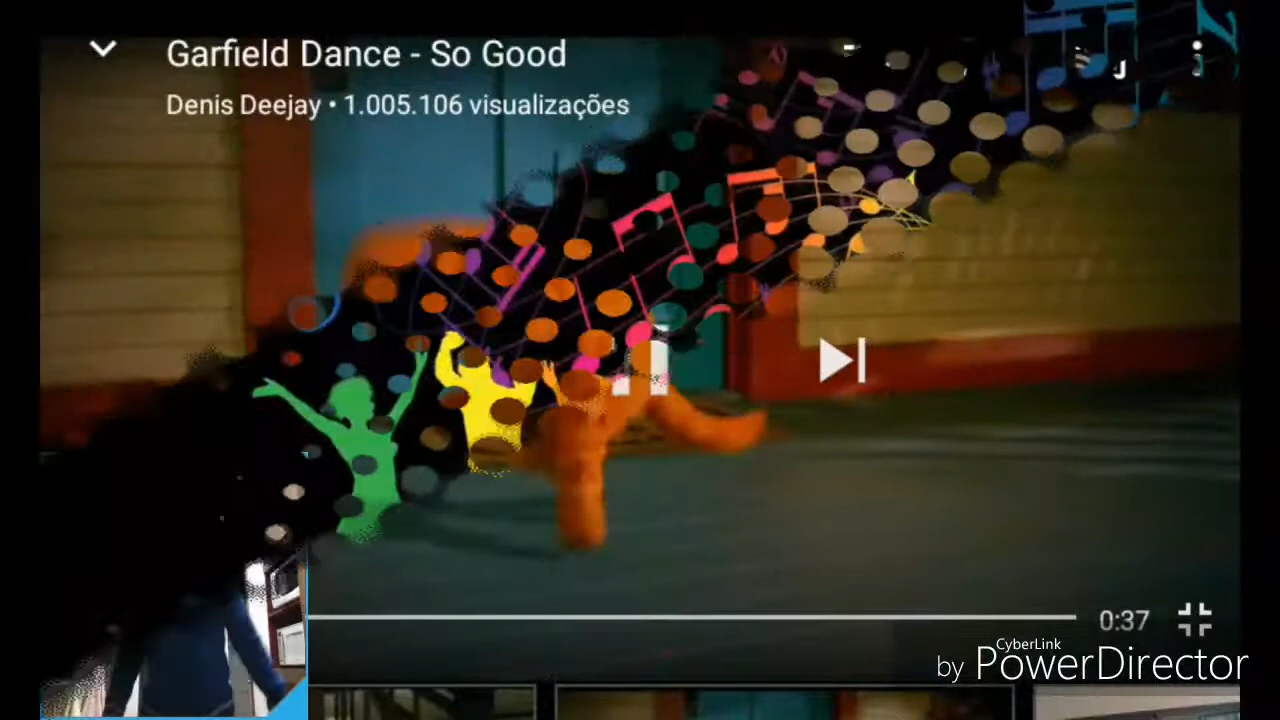 Garfield Dance - So Good
Denis Deejay • 1.005.106 visualizações
0:37
CyberLink
by PowerDirector